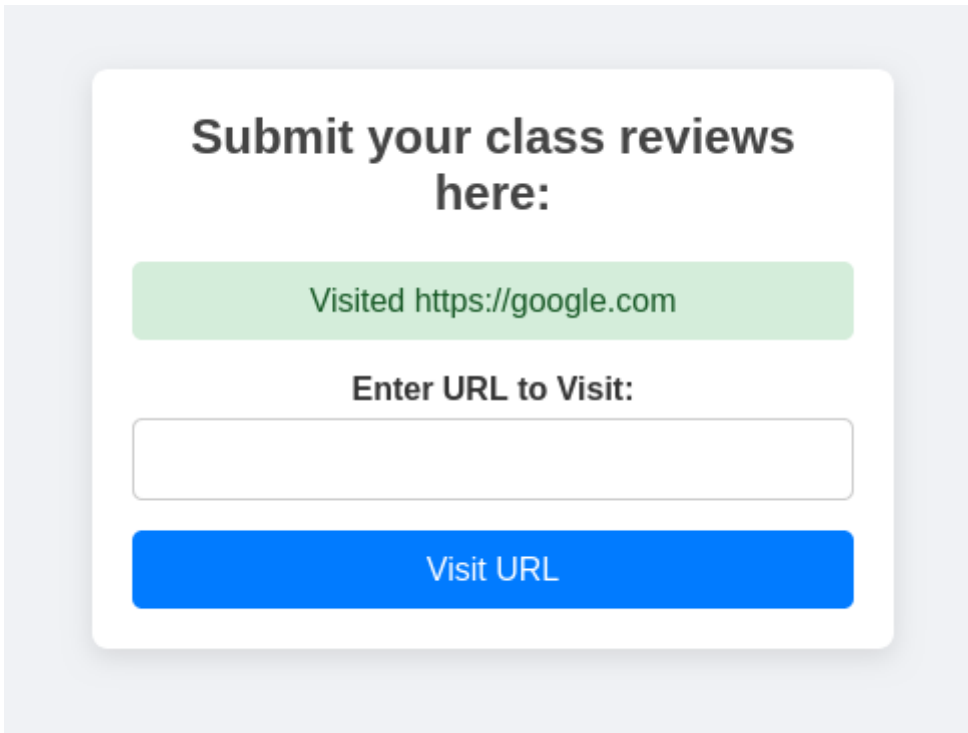 Submit your class reviews
here:
Visited https://google.com
Enter URL to Visit:
Visit URL